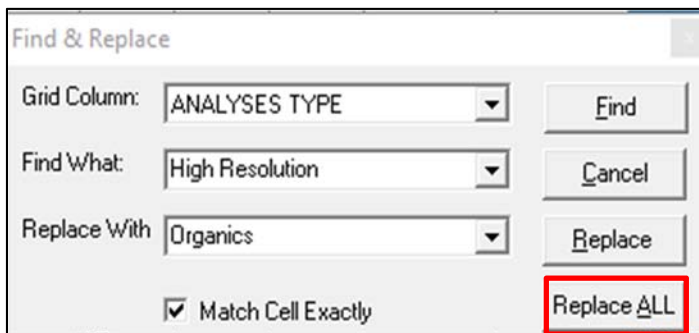 Find & Replace
Grid Column: ANALYSES TYPE Find
Find What: High Resolution Cancel
Replace With Organics Replace
Match Cell Exactly Replace ALL